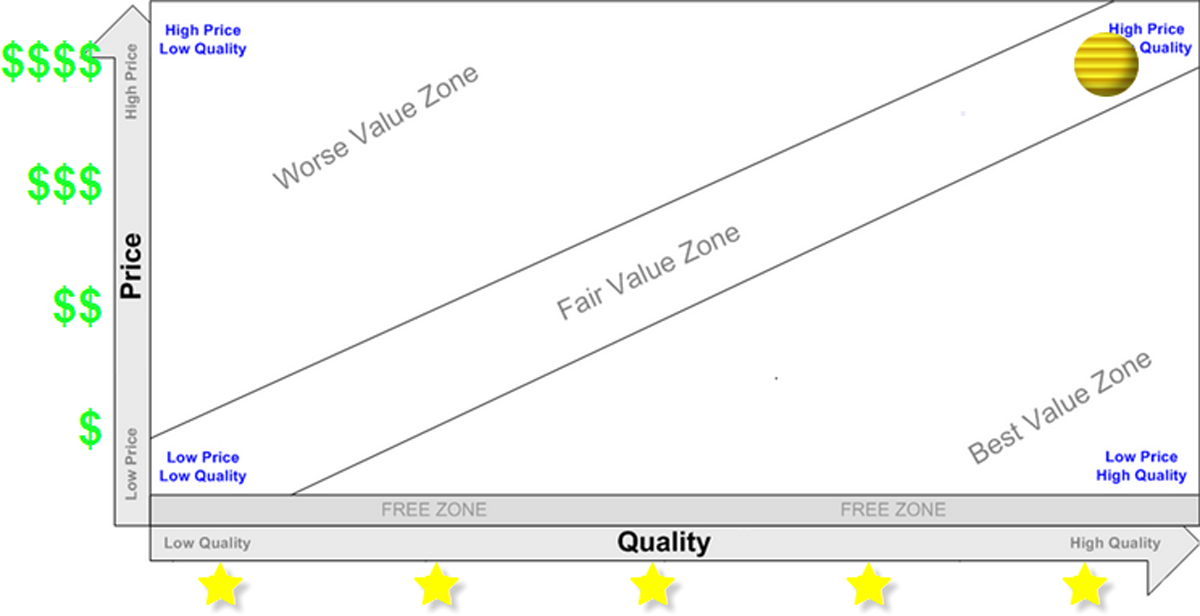 High Price
Low Quality
High Price
Quality
$$$$
High Price
Worse Value Zone
$$$
Price
Fair Value Zone
$$
Best Value Zone
$
Low Price
Low Price
Low Quality
Low Price
High Quality
FREE ZONE
FREE ZONE
Low Quality
Quality
High Quality